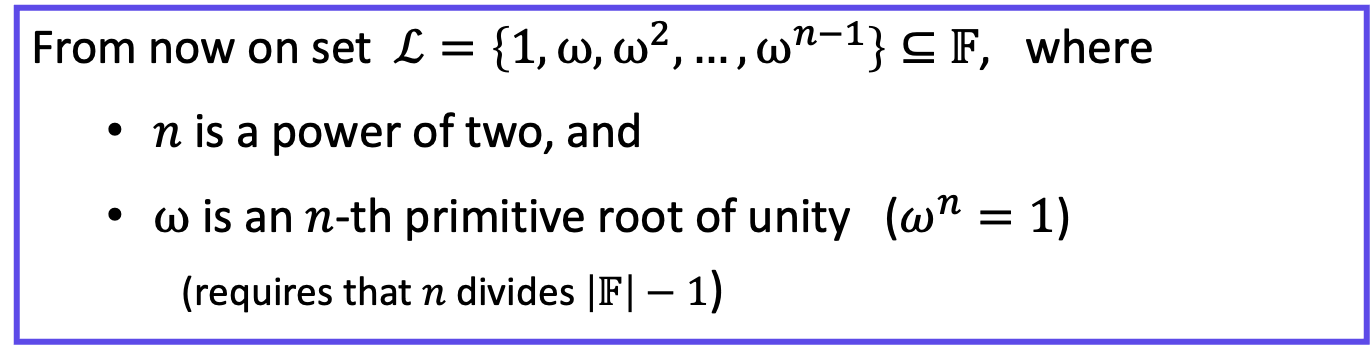 From now on set ℒ = {1, ω, ω², … , ωⁿ⁻¹} ⊆ 𝔽, where
• n is a power of two, and
• ω is an n-th primitive root of unity (ωⁿ = 1)
(requires that n divides |𝔽| − 1)